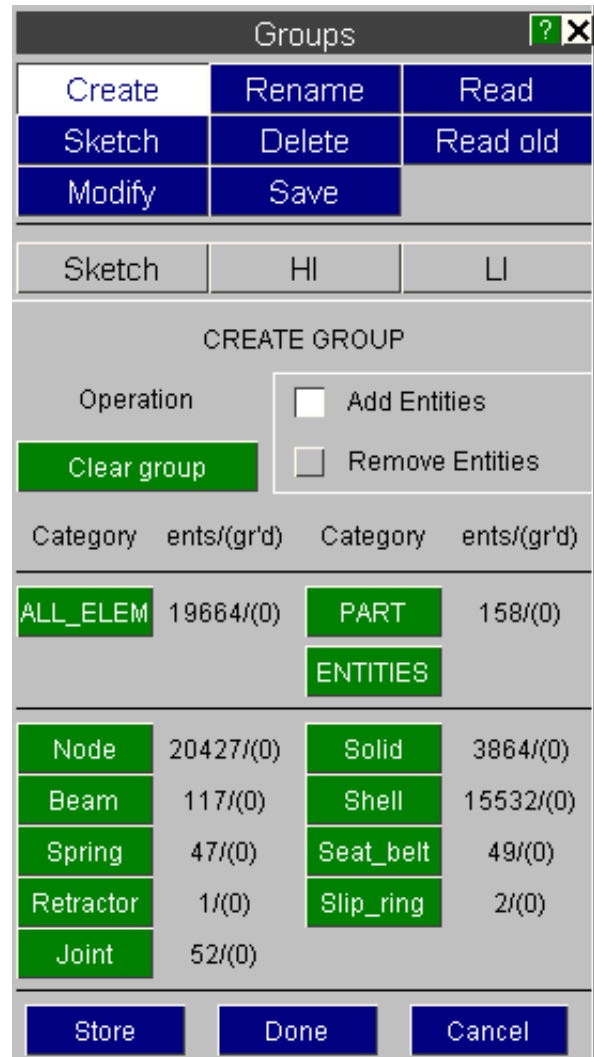 Groups ? X
Create Rename Read
Sketch Delete Read old
Modify Save
Sketch HI LI
CREATE GROUP
Operation Add Entities
Clear group Remove Entities
Category ents/(gr'd) Category ents/(gr'd)
ALL_ELEM 19664/(0) PART 158/(0)
ENTITIES
Node 20427/(0) Solid 3864/(0)
Beam 117/(0) Shell 15532/(0)
Spring 47/(0) Seat_belt 49/(0)
Retractor 1/(0) Slip_ring 2/(0)
Joint 52/(0)
Store Done Cancel